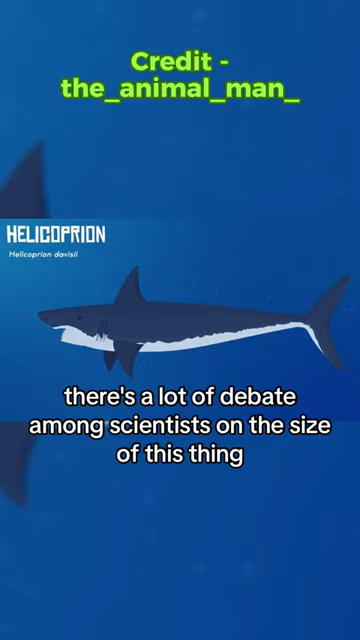 Credit -
the_animal_man_
HELICOPRION
Helicoprion davisii
there's a lot of debate
among scientists on the size
of this thing